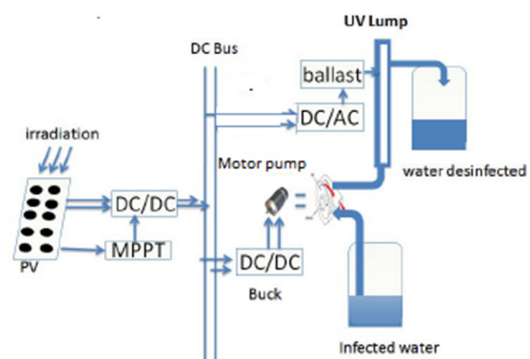 UV Lump
DC Bus
ballast
irradiation
DC/AC
Motor pump
water desinfected
DC/DC
MPPT
PV
DC/DC
Buck
Infected water